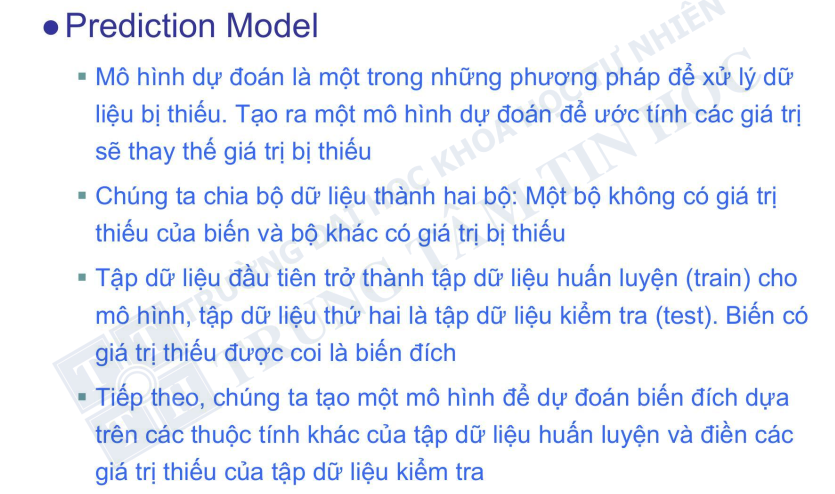 ● Prediction Model
▪ Mô hình dự đoán là một trong những phương pháp để xử lý dữ
liệu bị thiếu. Tạo ra một mô hình dự đoán để ước tính các giá trị
sẽ thay thế giá trị bị thiếu
▪ Chúng ta chia bộ dữ liệu thành hai bộ: Một bộ không có giá trị
thiếu của biến và bộ khác có giá trị bị thiếu
▪ Tập dữ liệu đầu tiên trở thành tập dữ liệu huấn luyện (train) cho
mô hình, tập dữ liệu thứ hai là tập dữ liệu kiểm tra (test). Biến có
giá trị thiếu được coi là biến đích
▪ Tiếp theo, chúng ta tạo một mô hình để dự đoán biến đích dựa
trên các thuộc tính khác của tập dữ liệu huấn luyện và điền các
giá trị thiếu của tập dữ liệu kiểm tra
TRƯỜNG ĐẠI HỌC KHOA HỌC TỰ NHIÊN
TRUNG TÂM TIN HỌC